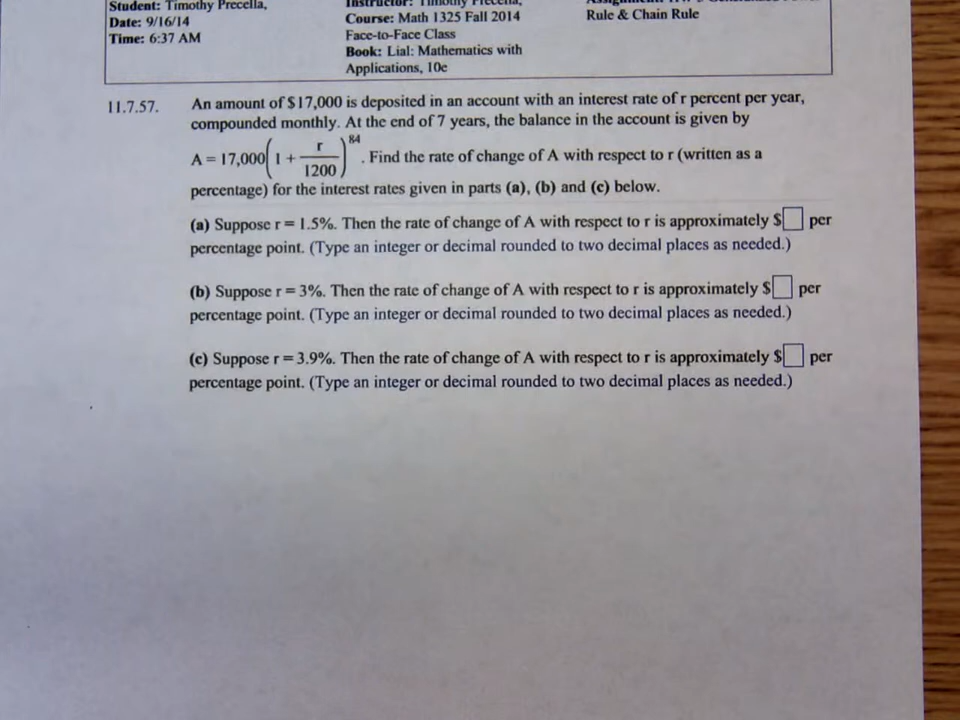 Student: Timothy Precella,
Date: 9/16/14
Time: 6:37 AM
Instructor: Timothy Precella,
Course: Math 1325 Fall 2014
Face-to-Face Class
Book: Lial: Mathematics with
Applications, 10e
Rule & Chain Rule
11.7.57. An amount of $17,000 is deposited in an account with an interest rate of r percent per year,
compounded monthly. At the end of 7 years, the balance in the account is given by
A = 17,000(1 + r/1200)^84. Find the rate of change of A with respect to r (written as a
percentage) for the interest rates given in parts (a), (b) and (c) below.
(a) Suppose r = 1.5%. Then the rate of change of A with respect to r is approximately $□ per
percentage point. (Type an integer or decimal rounded to two decimal places as needed.)
(b) Suppose r = 3%. Then the rate of change of A with respect to r is approximately $□ per
percentage point. (Type an integer or decimal rounded to two decimal places as needed.)
(c) Suppose r = 3.9%. Then the rate of change of A with respect to r is approximately $□ per
percentage point. (Type an integer or decimal rounded to two decimal places as needed.)